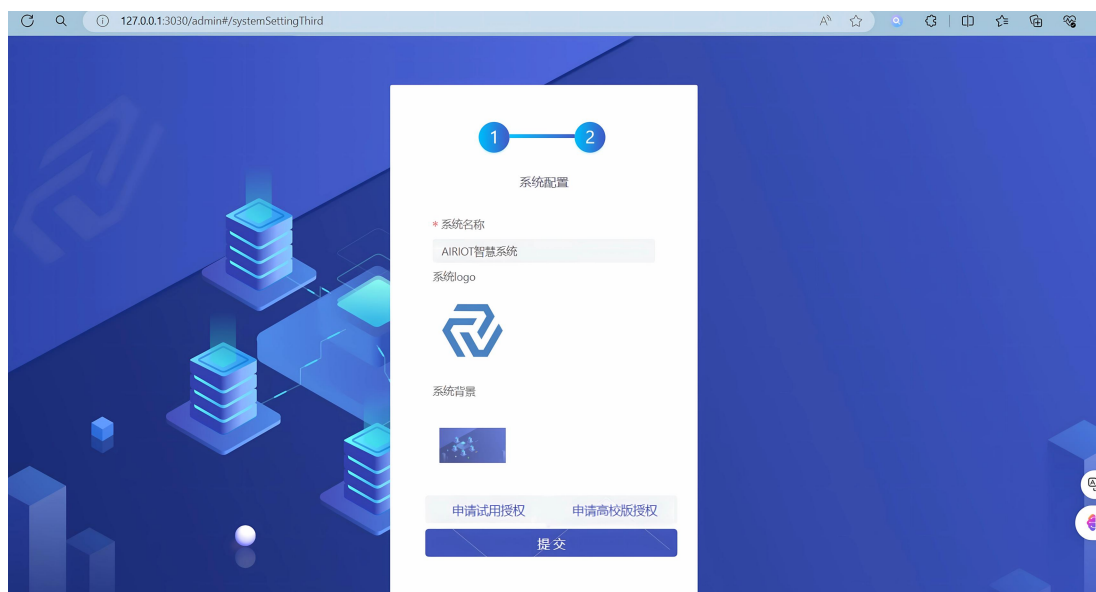 127.0.0.1:3030/admin#/systemSettingThird
1 2
系统配置
* 系统名称
AIRIOT智慧系统
系统logo
系统背景
申请试用授权 申请高校版授权
提交